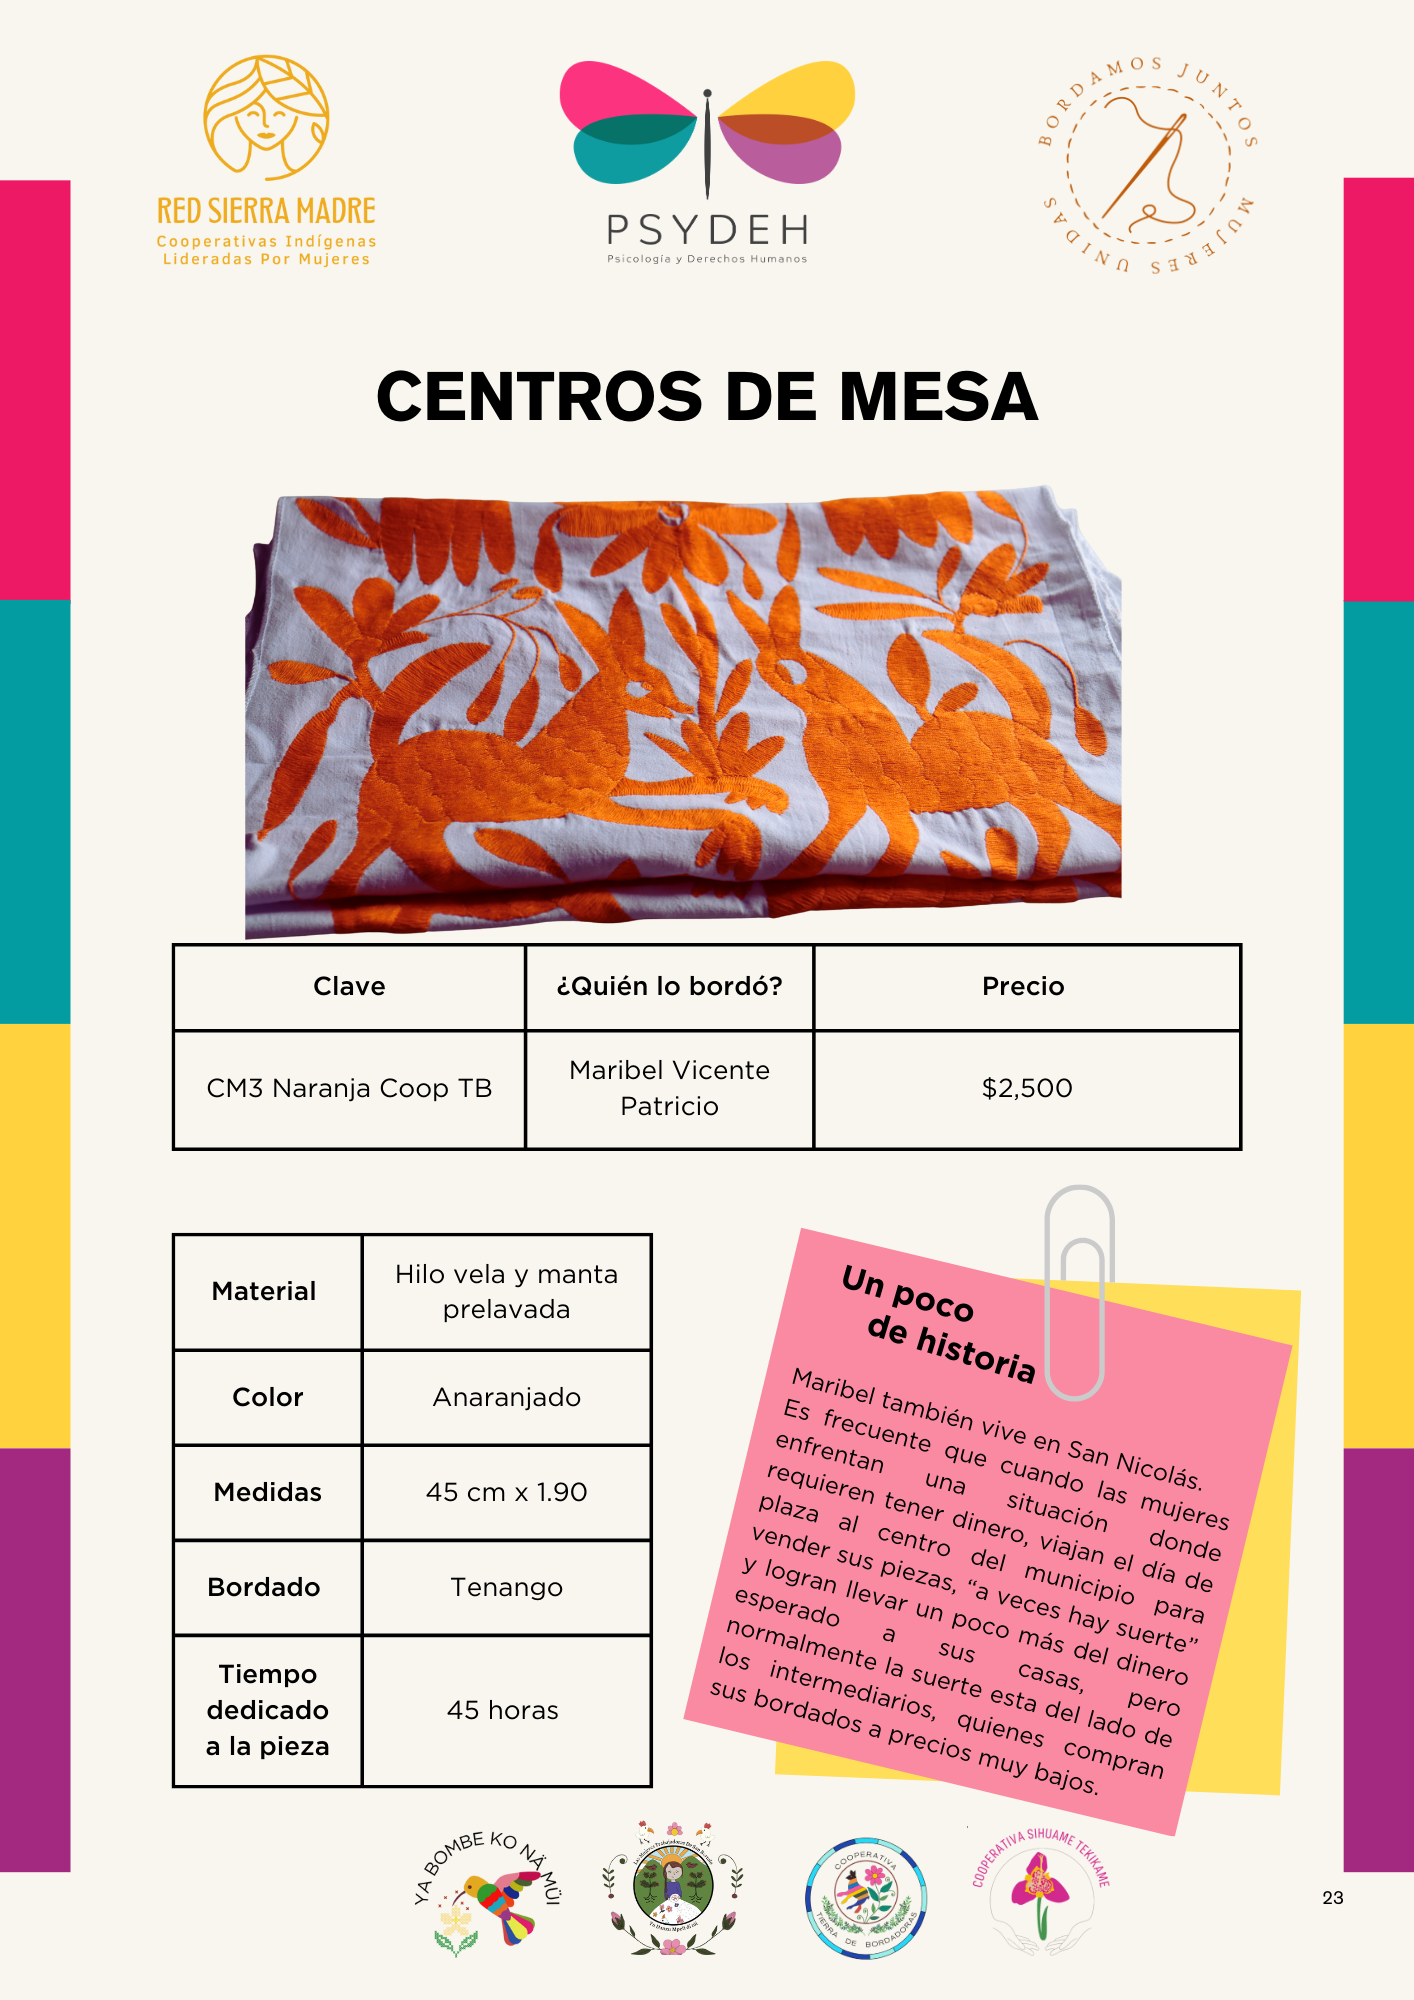 RED SIERRA MADRE
Cooperativas Indígenas
Lideradas Por Mujeres
PSYDEH
Psicología y Derechos Humanos
BORDAMOS JUNTOS
MUJERES UNIDAS
CENTROS DE MESA
Clave
¿Quién lo bordó?
Precio
CM3 Naranja Coop TB
Maribel Vicente
Patricio
$2,500
Material
Hilo vela y manta
prelavada
Color
Anaranjado
Medidas
45 cm x 1.90
Bordado
Tenango
Tiempo
dedicado
a la pieza
45 horas
Un poco
de historia
Maribel también vive en San Nicolás.
Es frecuente que cuando las mujeres
enfrentan una situación donde
requieren tener dinero, viajan el día de
plaza al centro del municipio para
vender sus piezas, “a veces hay suerte”
y logran llevar un poco más del dinero
esperado a sus casas, pero
normalmente la suerte esta del lado de
los intermediarios, quienes compran
sus bordados a precios muy bajos.
YA BOMBE KO NÄ MÜI
COOPERATIVA
TIERRA DE BORDADORAS
COOPERATIVA SIHUAME TEKIKAME
23